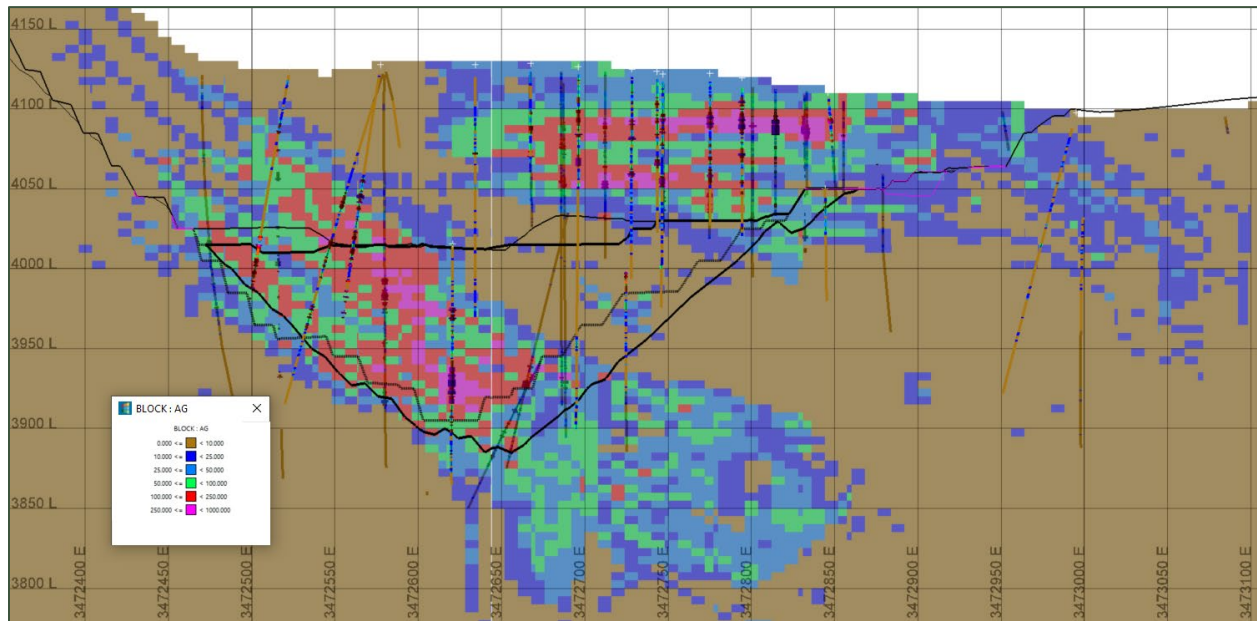 4150 L
4100 L
4050 L
4000 L
3950 L
3900 L
3850 L
3800 L
BLOCK : AG
BLOCK : AG
0.000 <= < 10.000
10.000 <= < 25.000
25.000 <= < 50.000
50.000 <= < 100.000
100.000 <= < 250.000
250.000 <= < 1000.000
3472400 E
3472450 E
3472500 E
3472550 E
3472600 E
3472650 E
3472700 E
3472750 E
3472800 E
3472850 E
3472900 E
3472950 E
3473000 E
3473050 E
3473100 E